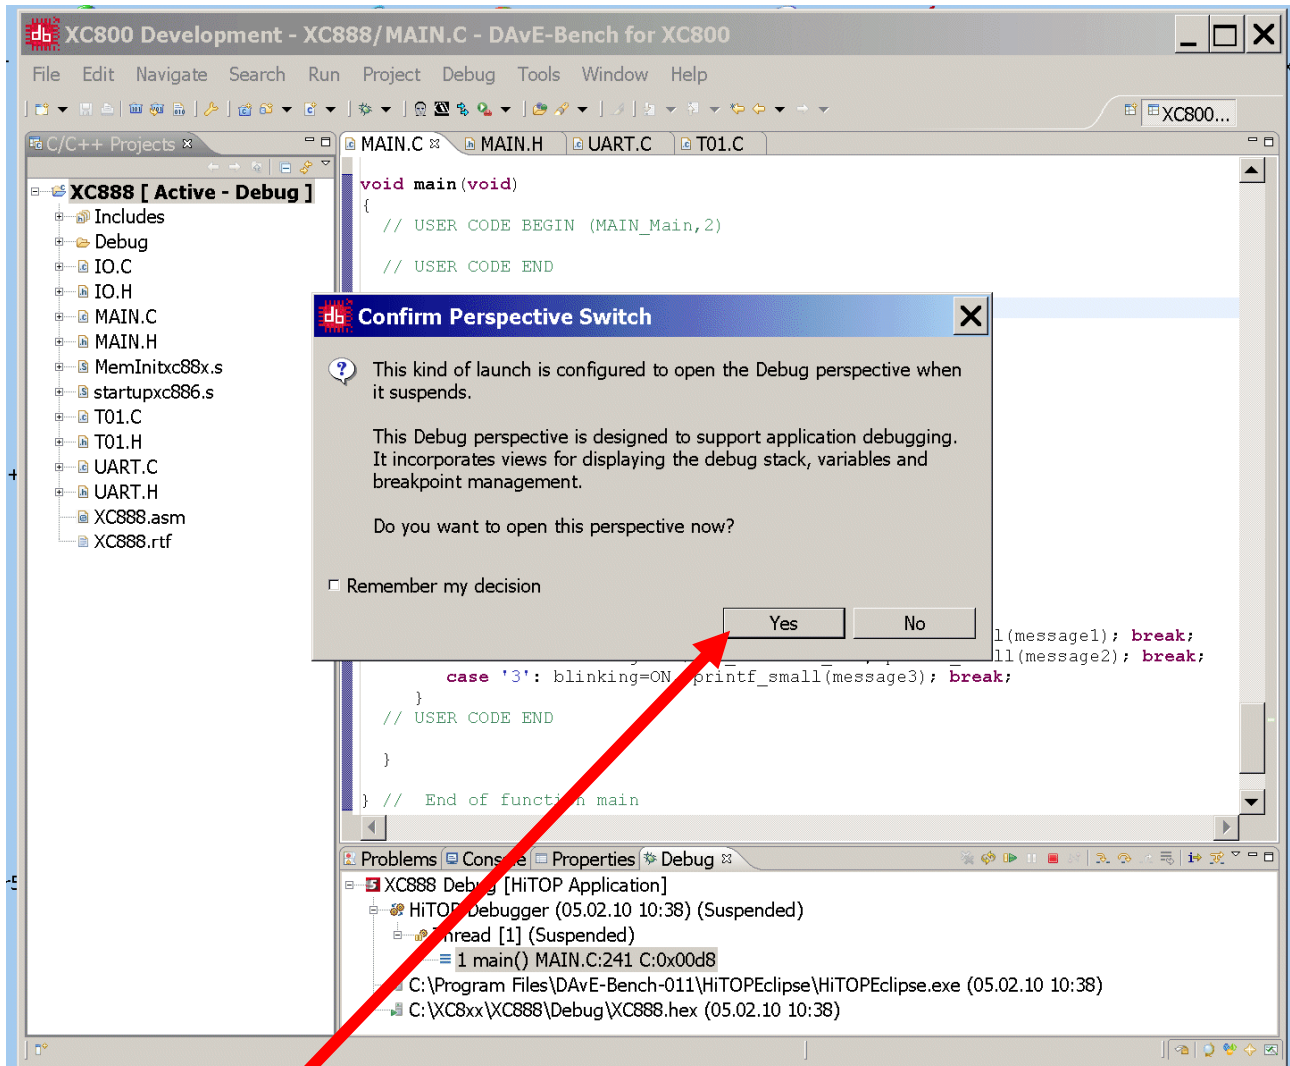 XC800 Development - XC888/MAIN.C - DAvE-Bench for XC800
File Edit Navigate Search Run Project Debug Tools Window Help
XC800...
C/C++ Projects
MAIN.C MAIN.H UART.C T01.C
XC888 [ Active - Debug ]
Includes
Debug
IO.C
IO.H
MAIN.C
MAIN.H
MemInitxc88x.s
startupxc886.s
T01.C
T01.H
UART.C
UART.H
XC888.asm
XC888.rtf
void main(void)
{
// USER CODE BEGIN (MAIN_Main,2)
// USER CODE END
Confirm Perspective Switch
This kind of launch is configured to open the Debug perspective when
it suspends.
This Debug perspective is designed to support application debugging.
It incorporates views for displaying the debug stack, variables and
breakpoint management.
Do you want to open this perspective now?
Remember my decision
Yes No
l(message1); break;
ll(message2); break;
case '3': blinking=ON printf_small(message3); break;
}
// USER CODE END
}
} // End of function main
Problems Console Properties Debug
XC888 Debug [HiTOP Application]
HiTOP Debugger (05.02.10 10:38) (Suspended)
Thread [1] (Suspended)
1 main() MAIN.C:241 C:0x00d8
C:\Program Files\DAvE-Bench-011\HiTOPEclipse\HiTOPEclipse.exe (05.02.10 10:38)
C:\XC8xx\XC888\Debug\XC888.hex (05.02.10 10:38)